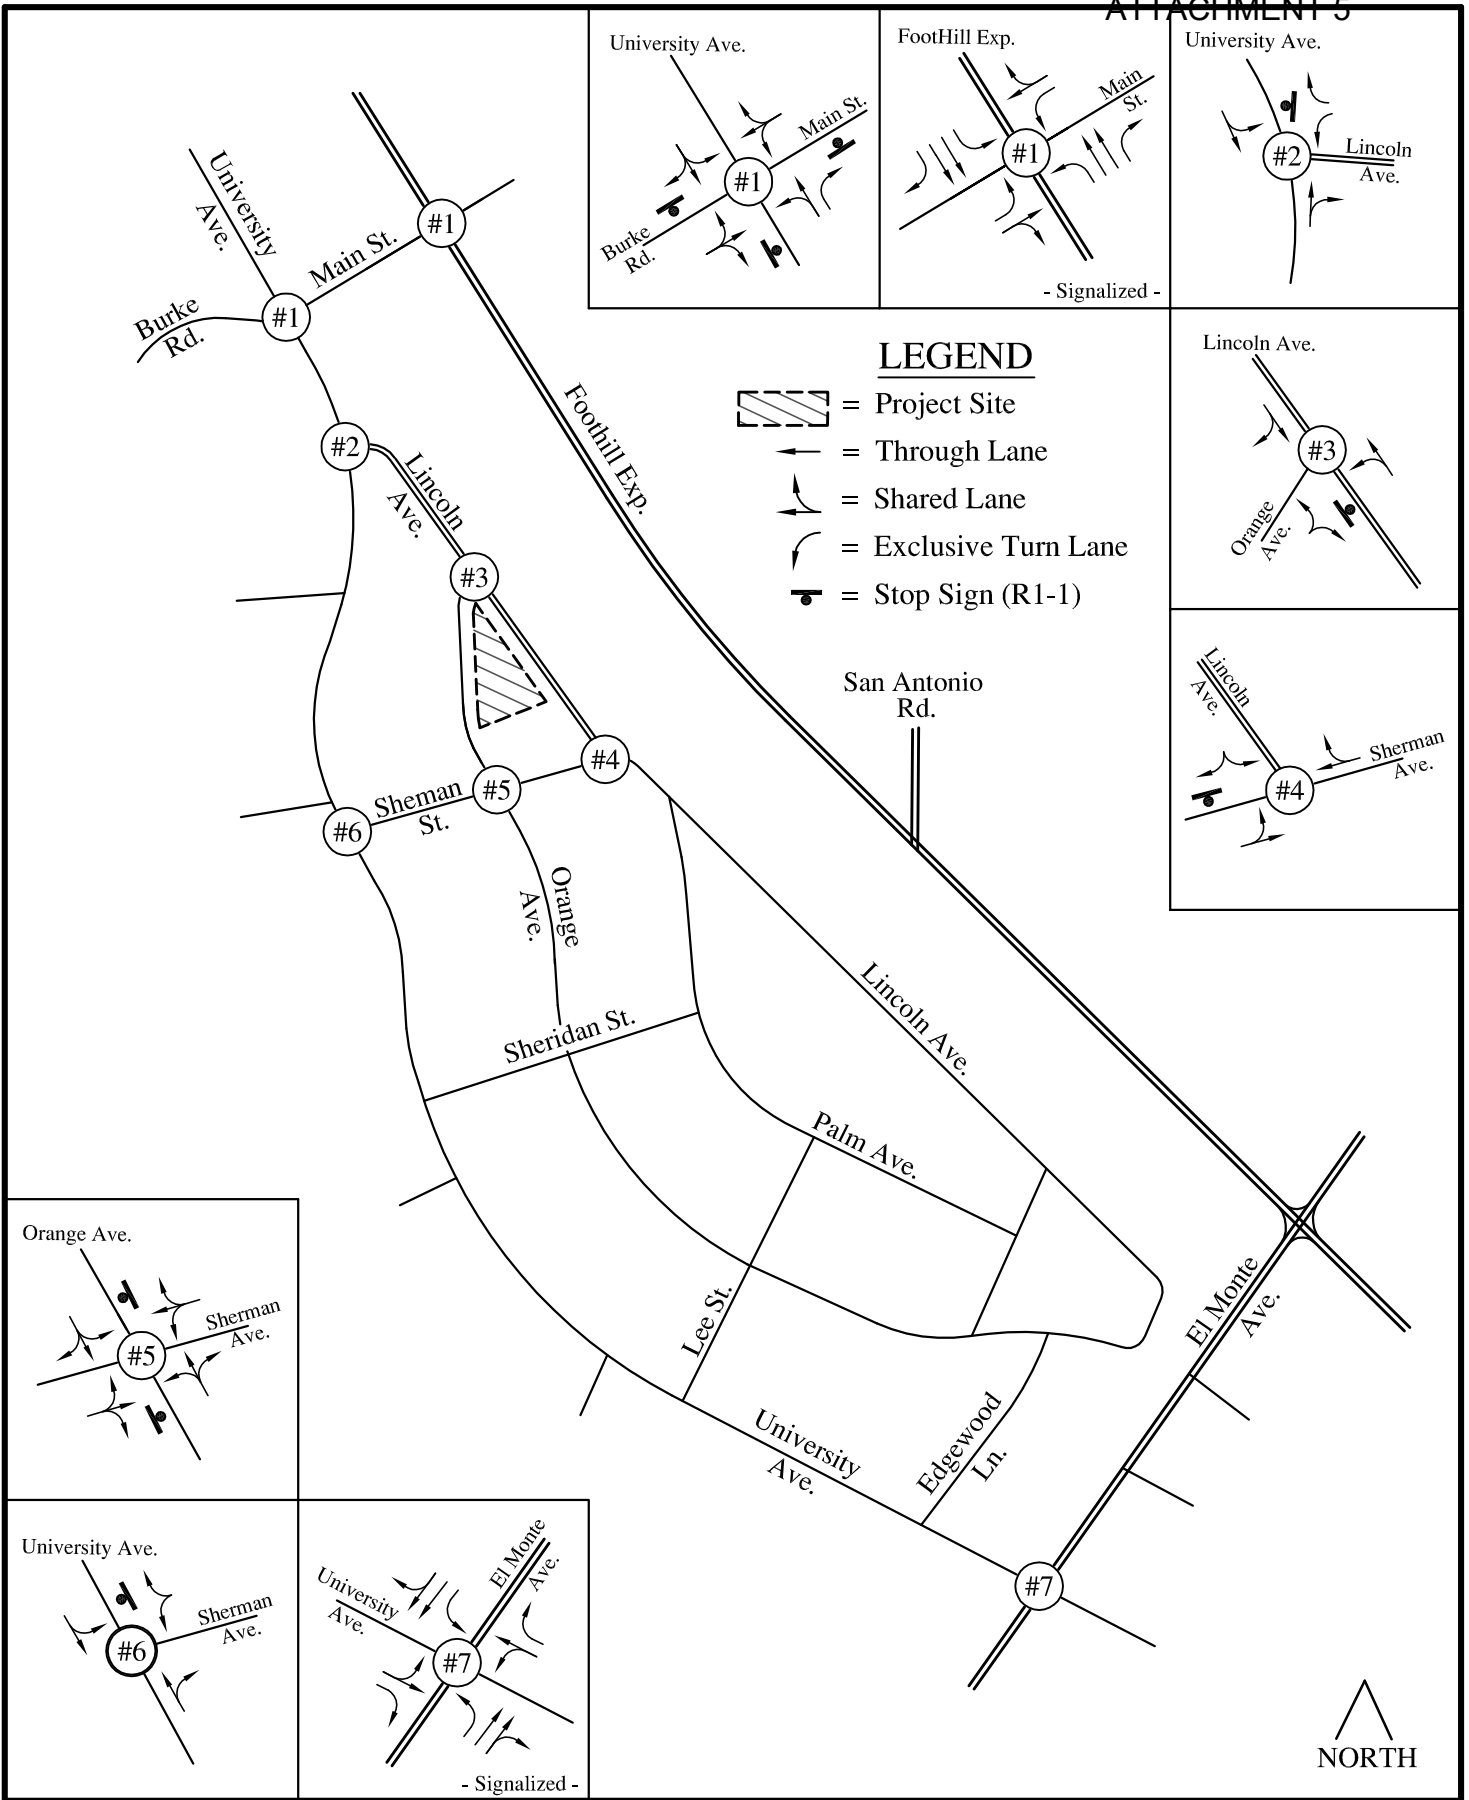 ATTACHMENT 5
University Ave.
Main St.
#1
Burke
Rd.
FootHill Exp.
Main
St.
#1
- Signalized -
University Ave.
#2
Lincoln
Ave.
University
Ave.
Main St.
#1
#1
Burke
Rd.
#2
Lincoln
Ave.
Foothill Exp.
LEGEND
= Project Site
= Through Lane
= Shared Lane
= Exclusive Turn Lane
= Stop Sign (R1-1)
Lincoln Ave.
#3
Orange
Ave.
#3
San Antonio
Rd.
Lincoln
Ave.
Sherman
Ave.
#4
#4
#5
Sheman
St.
#6
Orange
Ave.
Lincoln Ave.
Sheridan St.
Palm Ave.
Lee St.
El Monte
Ave.
Orange Ave.
Sherman
Ave.
#5
University
Ave.
Edgewood
Ln.
#7
University Ave.
Sherman
Ave.
#6
El Monte
Ave.
University
Ave.
#7
- Signalized -
NORTH